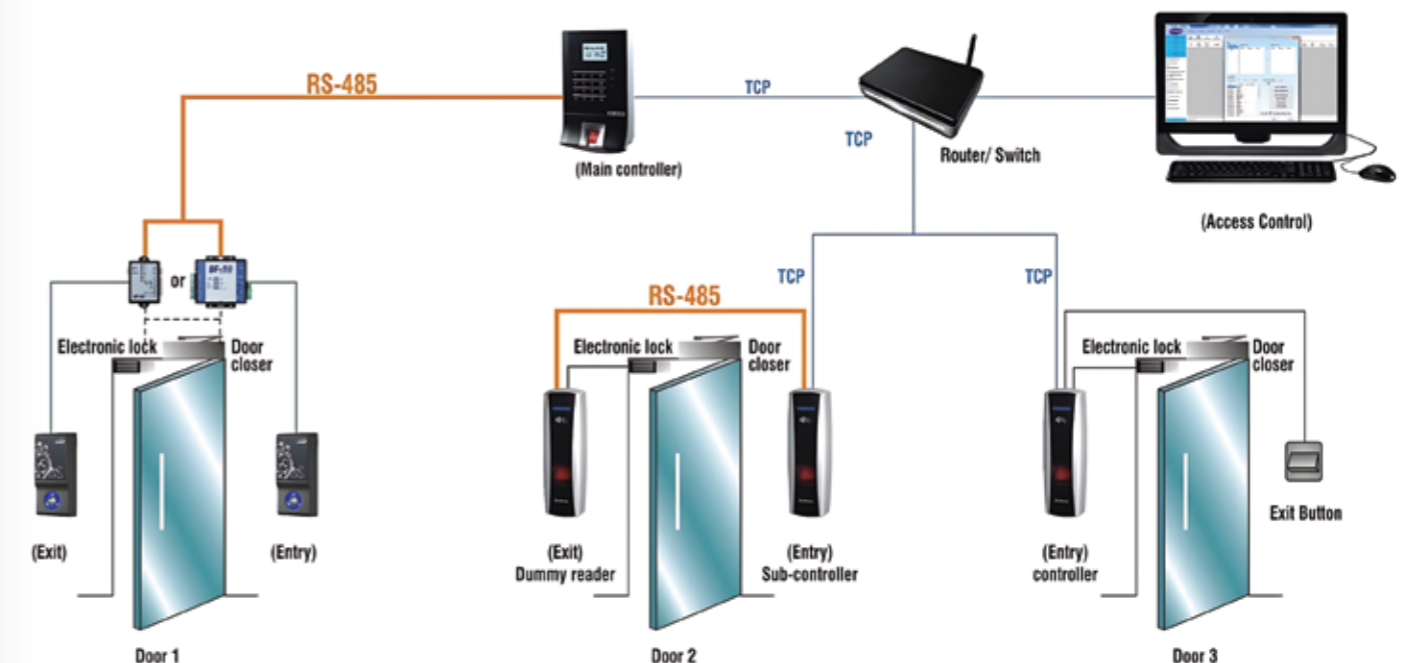 RS-485
TCP
TCP
Router/ Switch
(Main controller)
(Access Control)
or
TCP
TCP
RS-485
Electronic lock
Door
closer
Electronic lock
Door
closer
Electronic lock
Door
closer
Exit Button
(Exit)
(Entry)
(Exit)
Dummy reader
(Entry)
Sub-controller
(Entry)
controller
Door 1
Door 2
Door 3